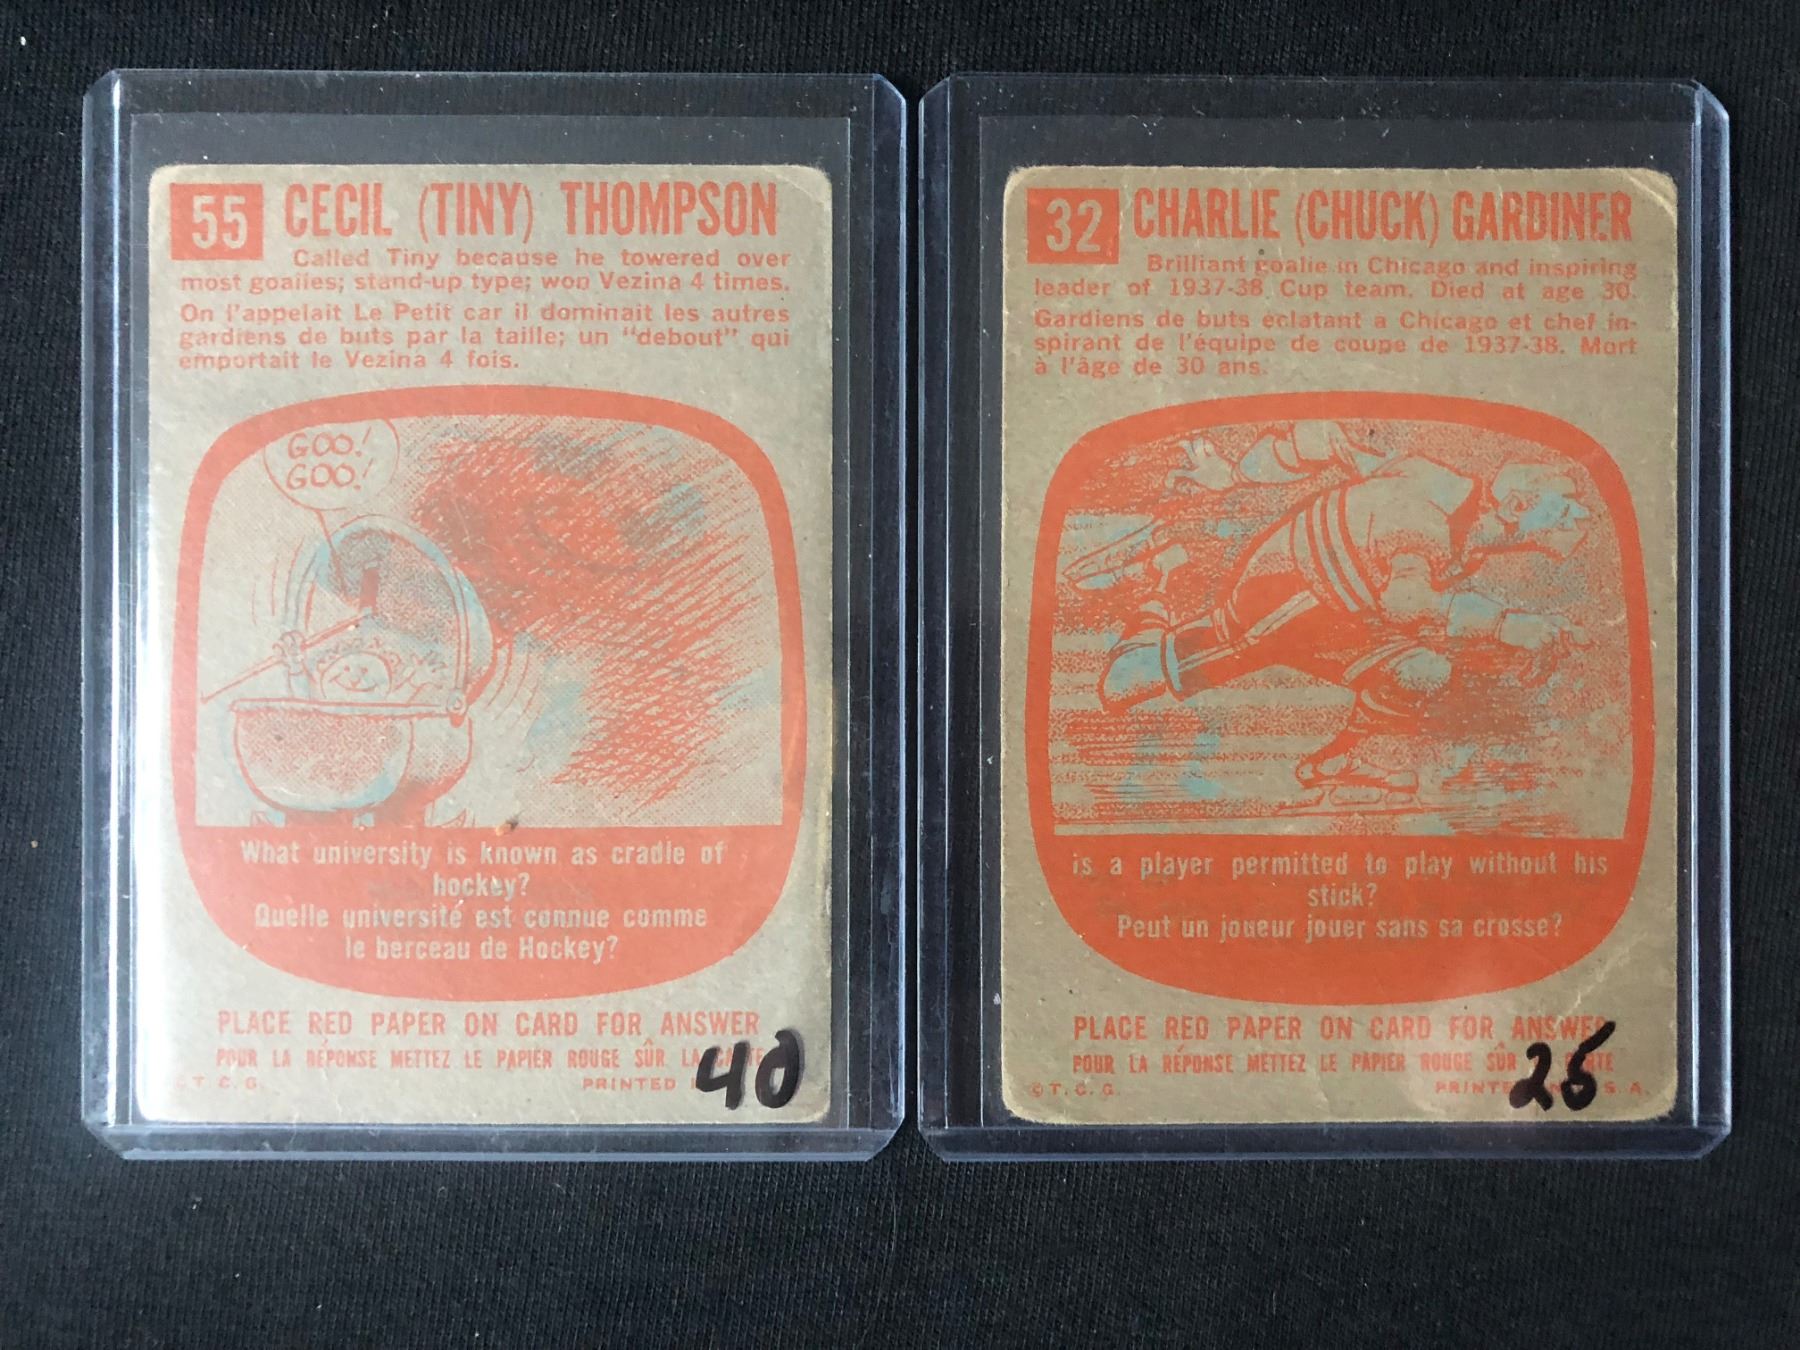 55 CECIL (TINY) THOMPSON
Called Tiny because he towered over
most goalies; stand-up type; won Vezina 4 times.
On l'appelait Le Petit car il dominait les autres
gardiens de buts par la taille; un "debout" qui
emportait le Vezina 4 fois.
GOO!
GOO!
What university is known as cradle of
hockey?
Quelle université est connue comme
le berceau de Hockey?
PLACE RED PAPER ON CARD FOR ANSWER
POUR LA RÉPONSE METTEZ LE PAPIER ROUGE SÛR LA
©T. C. G. PRINTED
40
32 CHARLIE (CHUCK) GARDINER
Brilliant goalie in Chicago and inspiring
leader of 1937-38 Cup team. Died at age 30.
Gardiens de buts éclatant a Chicago et chef in-
spirant de l'équipe de coupe de 1937-38. Mort
à l'âge de 30 ans.
is a player permitted to play without his
stick?
Peut un joueur jouer sans sa crosse?
PLACE RED PAPER ON CARD FOR ANSWER
POUR LA RÉPONSE METTEZ LE PAPIER ROUGE SÛR
©T. C. G. S. A.
25